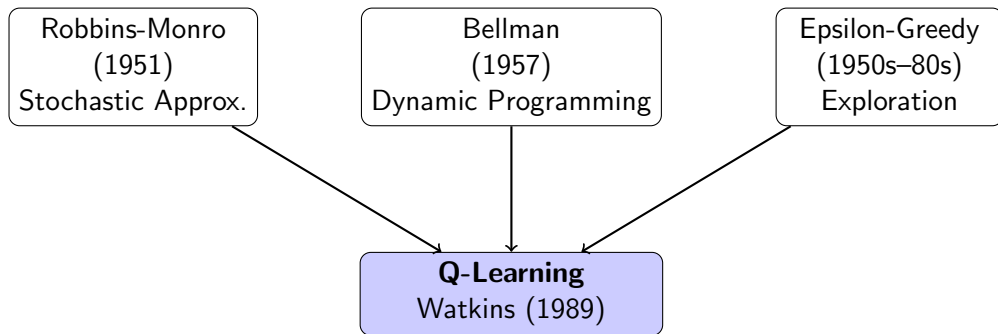 Robbins-Monro
(1951)
Stochastic Approx.
Bellman
(1957)
Dynamic Programming
Epsilon-Greedy
(1950s–80s)
Exploration
Q-Learning
Watkins (1989)